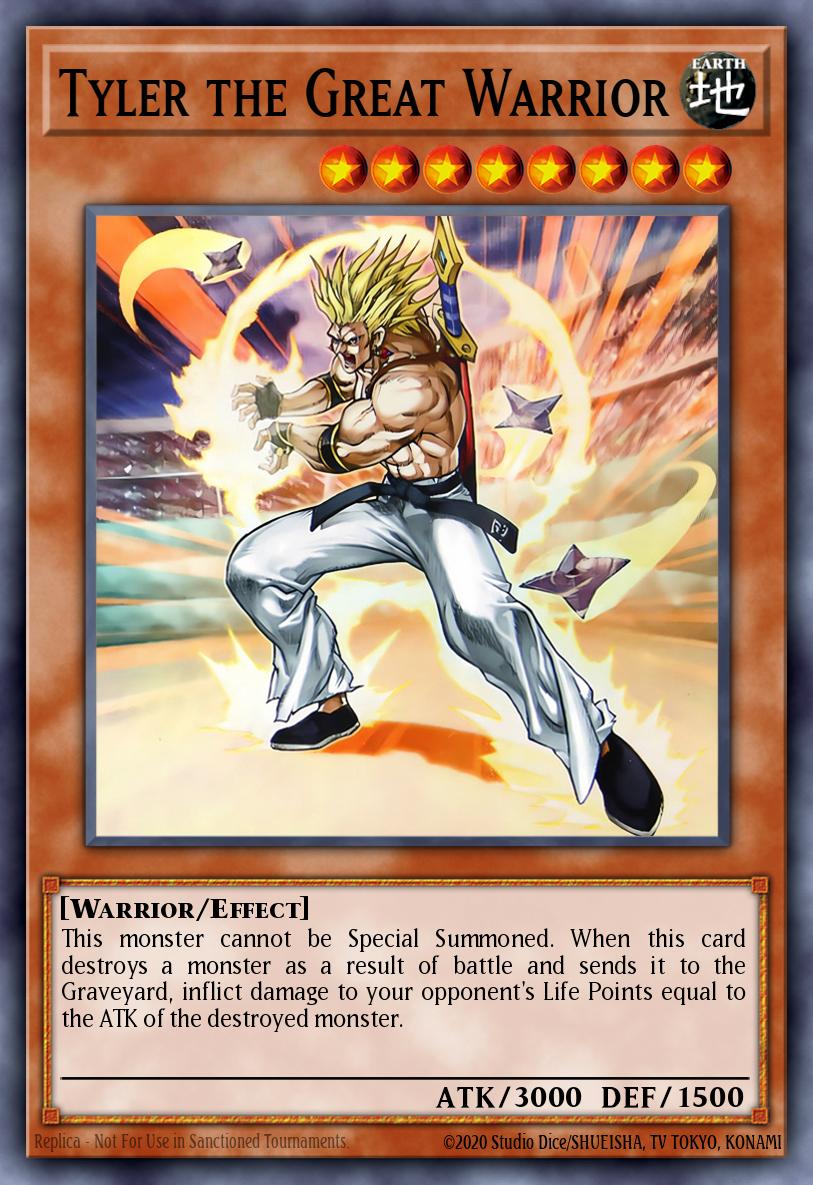 Tyler the Great Warrior
EARTH
地
[Warrior/Effect]
This monster cannot be Special Summoned. When this card
destroys a monster as a result of battle and sends it to the
Graveyard, inflict damage to your opponent's Life Points equal to
the ATK of the destroyed monster.
ATK/3000 DEF/1500
Replica - Not For Use in Sanctioned Tournaments.
©2020 Studio Dice/SHUEISHA, TV TOKYO, KONAMI